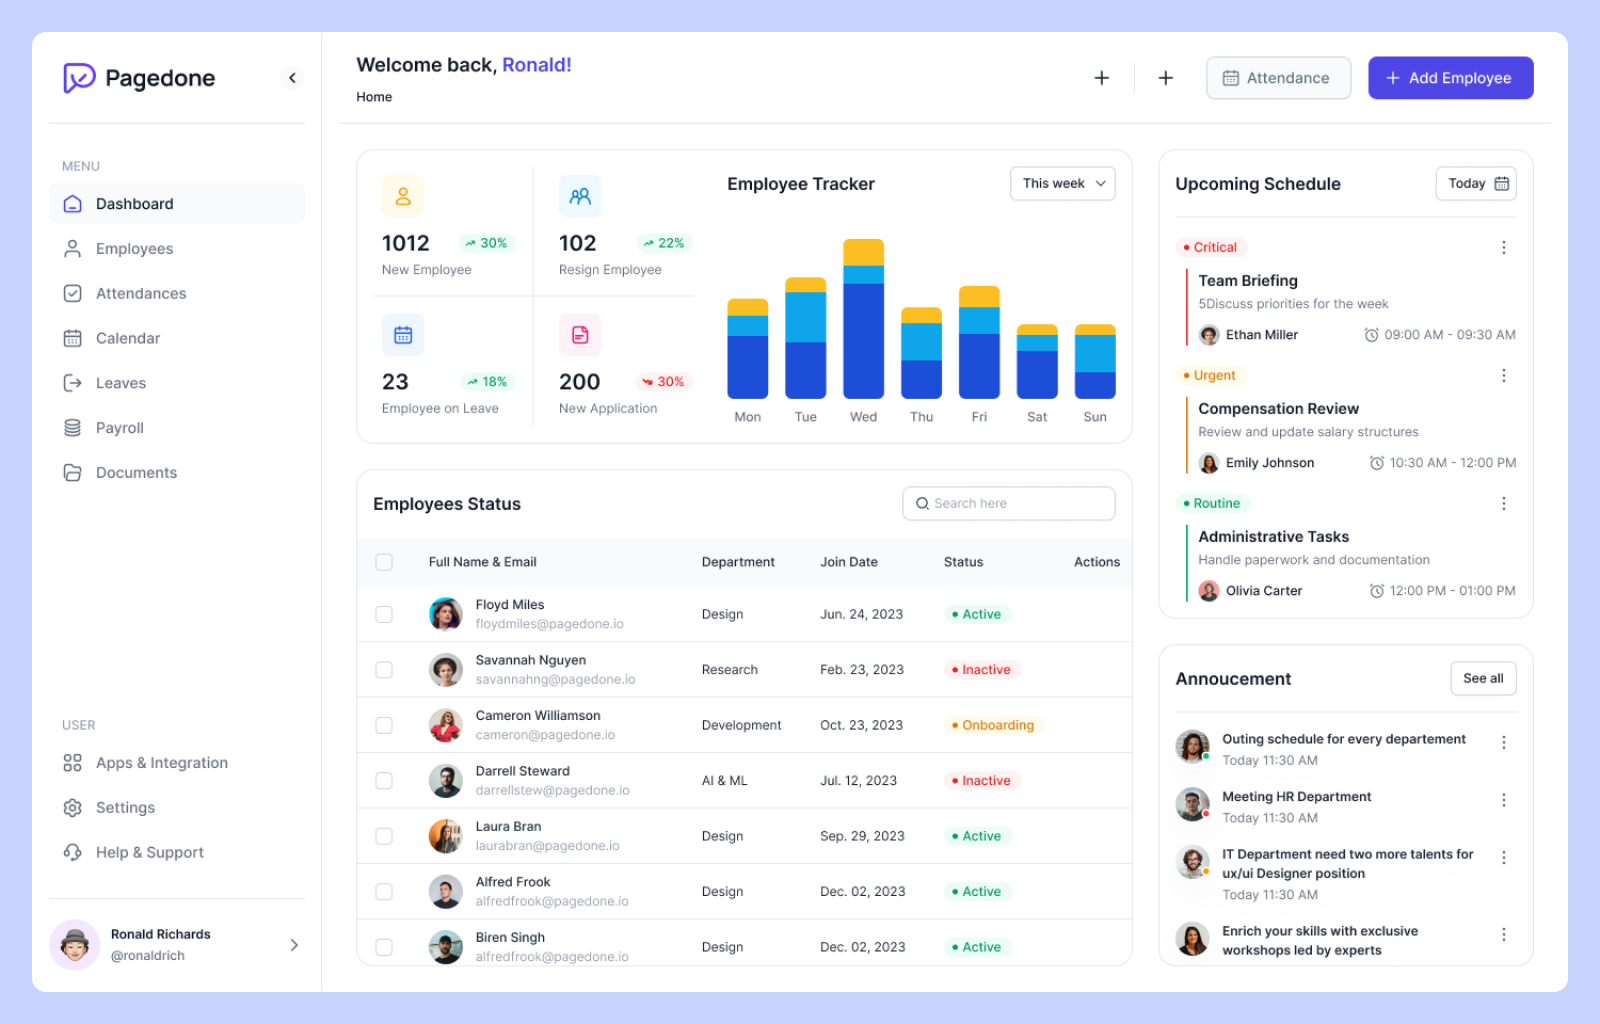 Pagedone
MENU
Dashboard
Employees
Attendances
Calendar
Leaves
Payroll
Documents
USER
Apps & Integration
Settings
Help & Support
Ronald Richards
@ronaldrich
Welcome back, Ronald!
Home
Attendance
Add Employee
1012
30%
New Employee
102
22%
Resign Employee
23
18%
Employee on Leave
200
30%
New Application
Employee Tracker
This week
Mon Tue Wed Thu Fri Sat Sun
Employees Status
Search here
Full Name & Email Department Join Date Status Actions
Floyd Miles
floydmiles@pagedone.io
Design Jun. 24, 2023 Active
Savannah Nguyen
savannahng@pagedone.io
Research Feb. 23, 2023 Inactive
Cameron Williamson
cameron@pagedone.io
Development Oct. 23, 2023 Onboarding
Darrell Steward
darrellstew@pagedone.io
AI & ML Jul. 12, 2023 Inactive
Laura Bran
laurabran@pagedone.io
Design Sep. 29, 2023 Active
Alfred Frook
alfredfrook@pagedone.io
Design Dec. 02, 2023 Active
Biren Singh
alfredfrook@pagedone.io
Design Dec. 02, 2023 Active
Upcoming Schedule
Today
Critical
Team Briefing
5Discuss priorities for the week
Ethan Miller 09:00 AM - 09:30 AM
Urgent
Compensation Review
Review and update salary structures
Emily Johnson 10:30 AM - 12:00 PM
Routine
Administrative Tasks
Handle paperwork and documentation
Olivia Carter 12:00 PM - 01:00 PM
Annoucement
See all
Outing schedule for every departement
Today 11:30 AM
Meeting HR Department
Today 11:30 AM
IT Department need two more talents for
ux/ui Designer position
Today 11:30 AM
Enrich your skills with exclusive
workshops led by experts